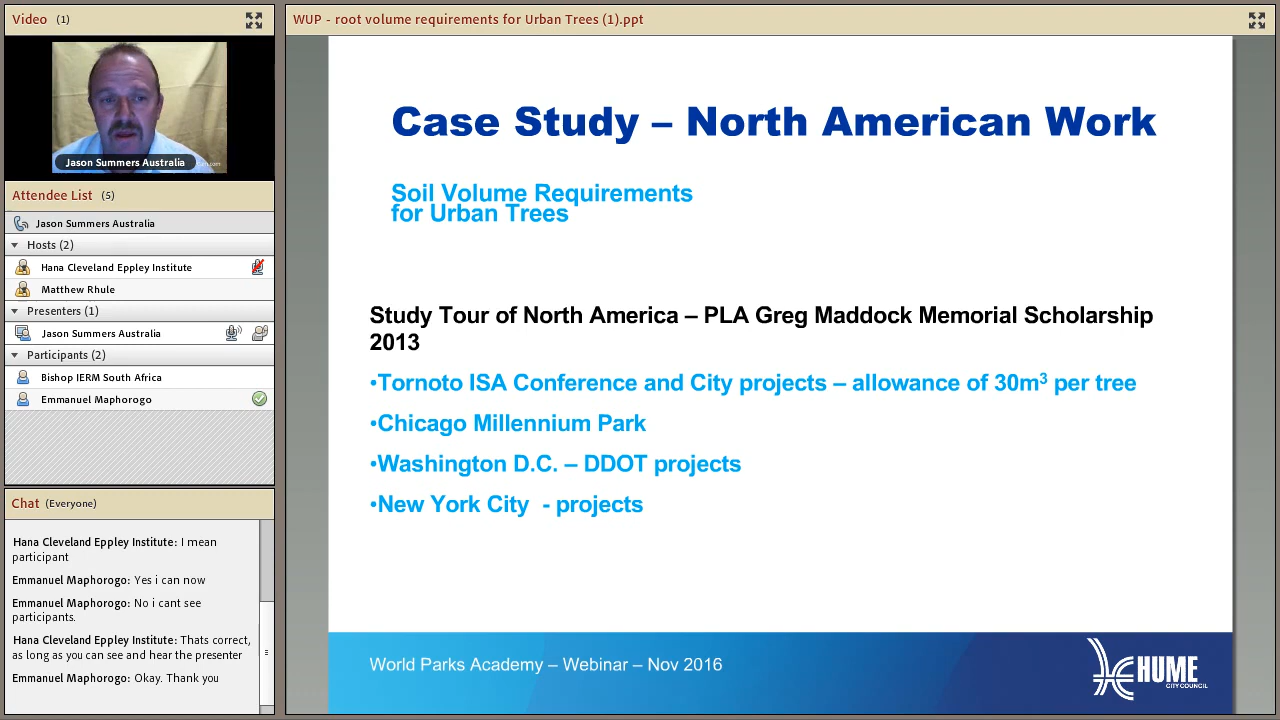 Video (1)
Jason Summers Australia
Attendee List (5)
Jason Summers Australia
Hosts (2)
Hana Cleveland Eppley Institute
Matthew Rhule
Presenters (1)
Jason Summers Australia
Participants (2)
Bishop IERM South Africa
Emmanuel Maphorogo
Chat (Everyone)
Hana Cleveland Eppley Institute: I mean
participant
Emmanuel Maphorogo: Yes i can now
Emmanuel Maphorogo: No i cant see
participants.
Hana Cleveland Eppley Institute: Thats correct,
as long as you can see and hear the presenter
Emmanuel Maphorogo: Okay. Thank you
WUP - root volume requirements for Urban Trees (1).ppt
Case Study – North American Work
Soil Volume Requirements
for Urban Trees
Study Tour of North America – PLA Greg Maddock Memorial Scholarship
2013
•Tornoto ISA Conference and City projects – allowance of 30m³ per tree
•Chicago Millennium Park
•Washington D.C. – DDOT projects
•New York City - projects
World Parks Academy – Webinar – Nov 2016
HUME
CITY COUNCIL